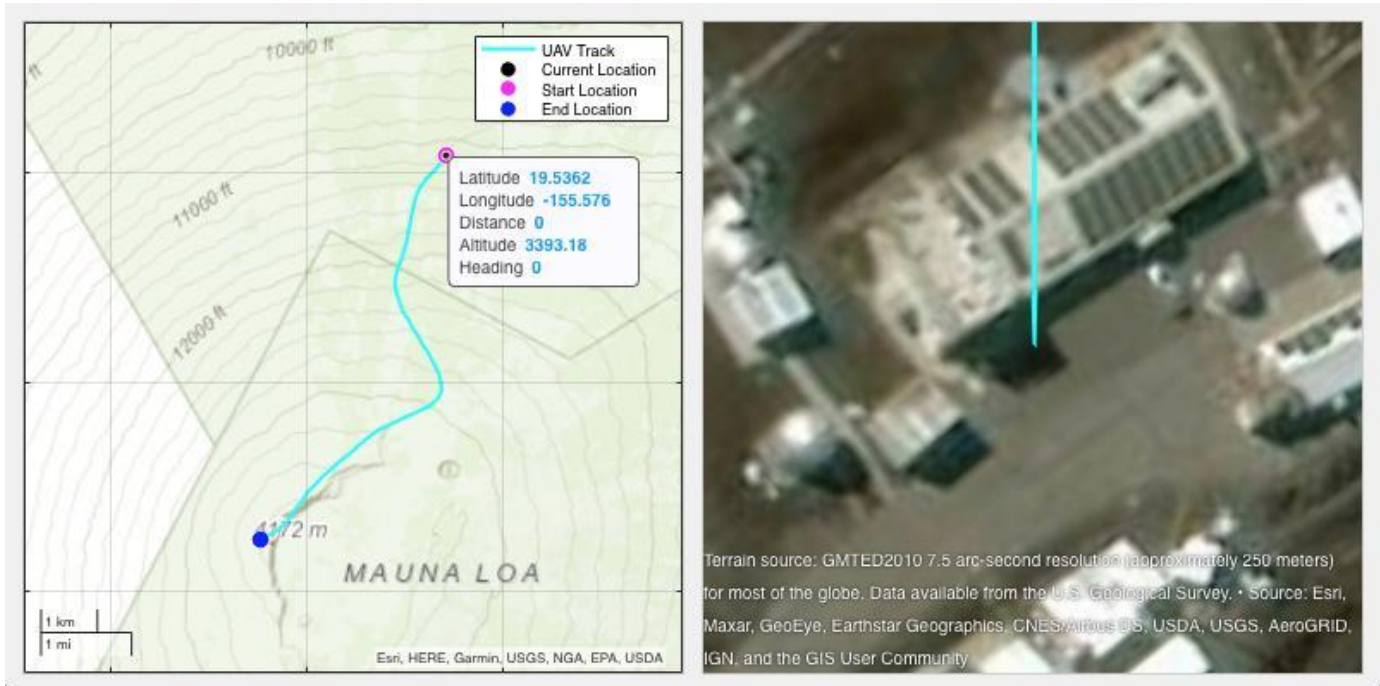 10000 ft
UAV Track
Current Location
Start Location
End Location
ft
Latitude 19.5362
Longitude -155.576
Distance 0
Altitude 3393.18
Heading 0
11000 ft
12000 ft
4172 m
MAUNA LOA
1 km
1 mi
Esri, HERE, Garmin, USGS, NGA, EPA, USDA
Terrain source: GMTED2010 7.5 arc-second resolution (approximately 250 meters)
for most of the globe. Data available from the U.S. Geological Survey. • Source: Esri,
Maxar, GeoEye, Earthstar Geographics, CNES/Airbus DS, USDA, USGS, AeroGRID,
IGN, and the GIS User Community